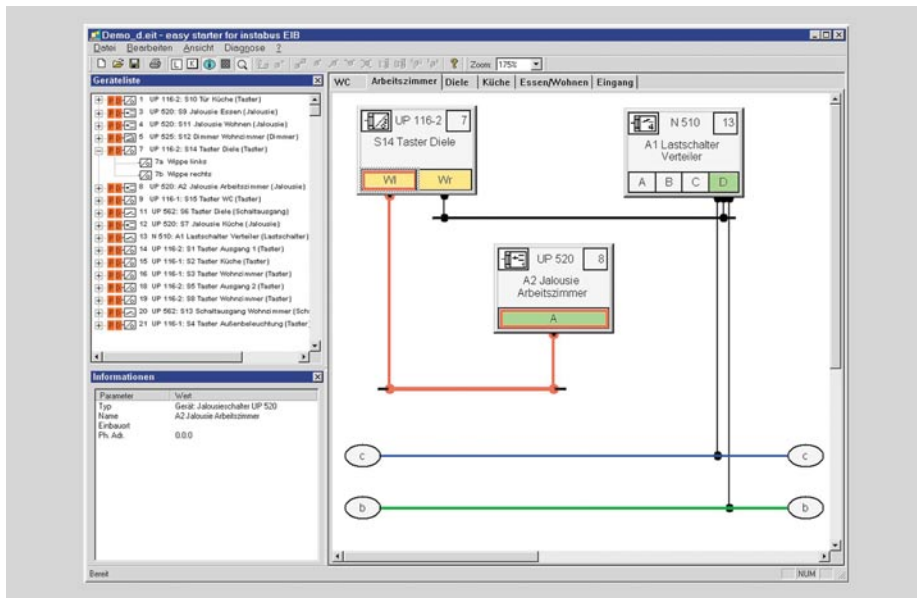 Demo_d.eit - easy starter for instabus EIB
Datei Bearbeiten Ansicht Diagnose ?
Zoom: 175%
Geräteliste
1 UP 116-2: S10 Tür Küche (Taster)
3 UP 520: S9 Jalousie Essen (Jalousie)
4 UP 520: S11 Jalousie Wohnen (Jalousie)
5 UP 525: S12 Dimmer Wohnzimmer (Dimmer)
7 UP 116-2: S14 Taster Diele (Taster)
7a Wippe links
7b Wippe rechts
8 UP 520: A2 Jalousie Arbeitszimmer (Jalousie)
9 UP 116-1: S15 Taster WC (Taster)
11 UP 562: S6 Taster Diele (Schaltausgang)
12 UP 520: S7 Jalousie Küche (Jalousie)
13 N 510: A1 Lastschalter Verteiler (Lastschalter)
14 UP 116-2: S1 Taster Ausgang 1 (Taster)
15 UP 116-1: S2 Taster Küche (Taster)
16 UP 116-1: S3 Taster Wohnzimmer (Taster)
18 UP 116-2: S5 Taster Ausgang 2 (Taster)
19 UP 116-2: S8 Taster Wohnzimmer (Taster)
20 UP 562: S13 Schaltausgang Wohnzimmer (Sch
21 UP 116-1: S4 Taster Außenbeleuchtung (Taster
Informationen
Parameter Wert
Typ Gerät: Jalousieschalter UP 520
Name A2 Jalousie Arbeitszimmer
Einbauort
Ph. Adr. 0.0.0
WC Arbeitszimmer Diele Küche Essen/Wohnen Eingang
UP 116-2 7
S14 Taster Diele
Wl Wr
N 510 13
A1 Lastschalter
Verteiler
A B C D
UP 520 8
A2 Jalousie
Arbeitszimmer
A
c c
b b
Bereit NUM